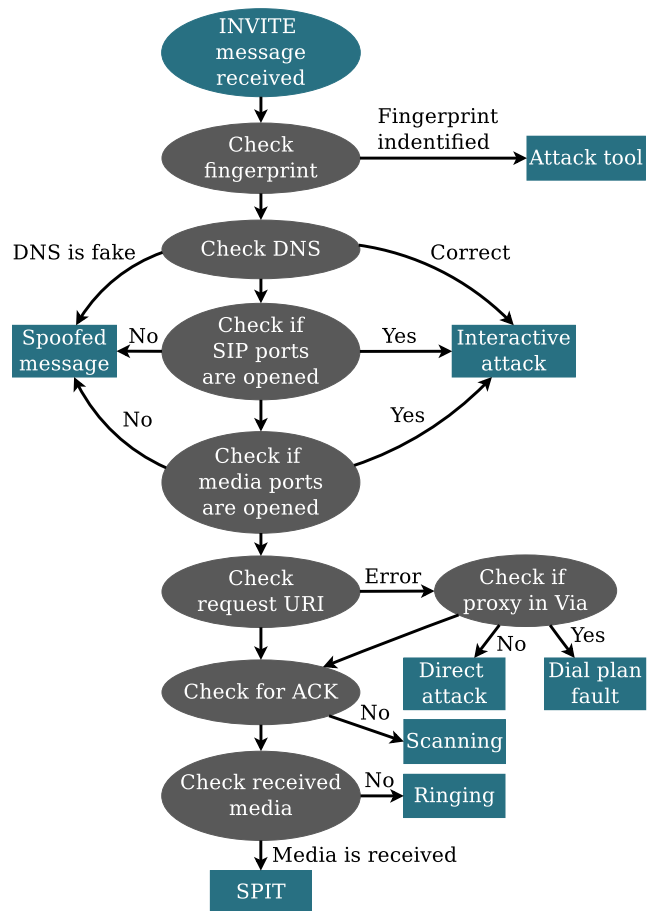 INVITE
message
received
Fingerprint
indentified
Check
fingerprint
Attack tool
DNS is fake
Check DNS
Correct
Spoofed
message
No
Check if
SIP ports
are opened
Yes
Interactive
attack
No
Yes
Check if
media ports
are opened
Check
request URI
Error
Check if
proxy in Via
No
Yes
Direct
attack
Dial plan
fault
Check for ACK
No
Scanning
Check received
media
No
Ringing
Media is received
SPIT